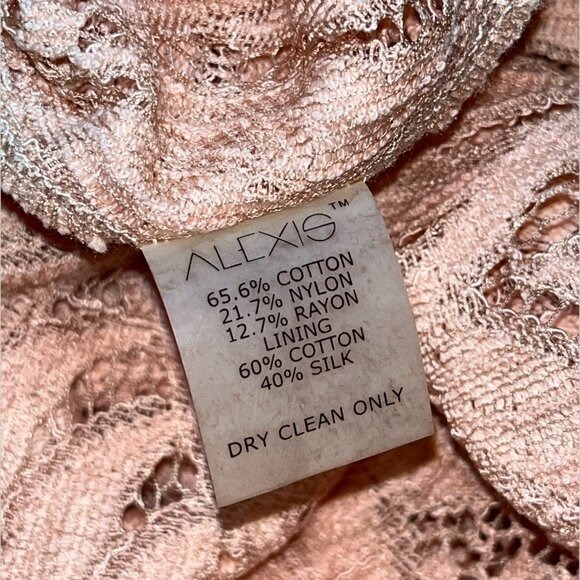 ALEXIS™
65.6% COTTON
21.7% NYLON
12.7% RAYON
LINING
60% COTTON
40% SILK
DRY CLEAN ONLY